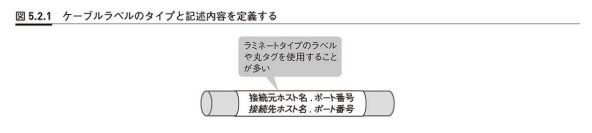 図 5.2.1 ケーブルラベルのタイプと記述内容を定義する
ラミネートタイプのラベル
や丸タグを使用すること
が多い
接続元ホスト名 , ポート番号
接続先ホスト名 , ポート番号